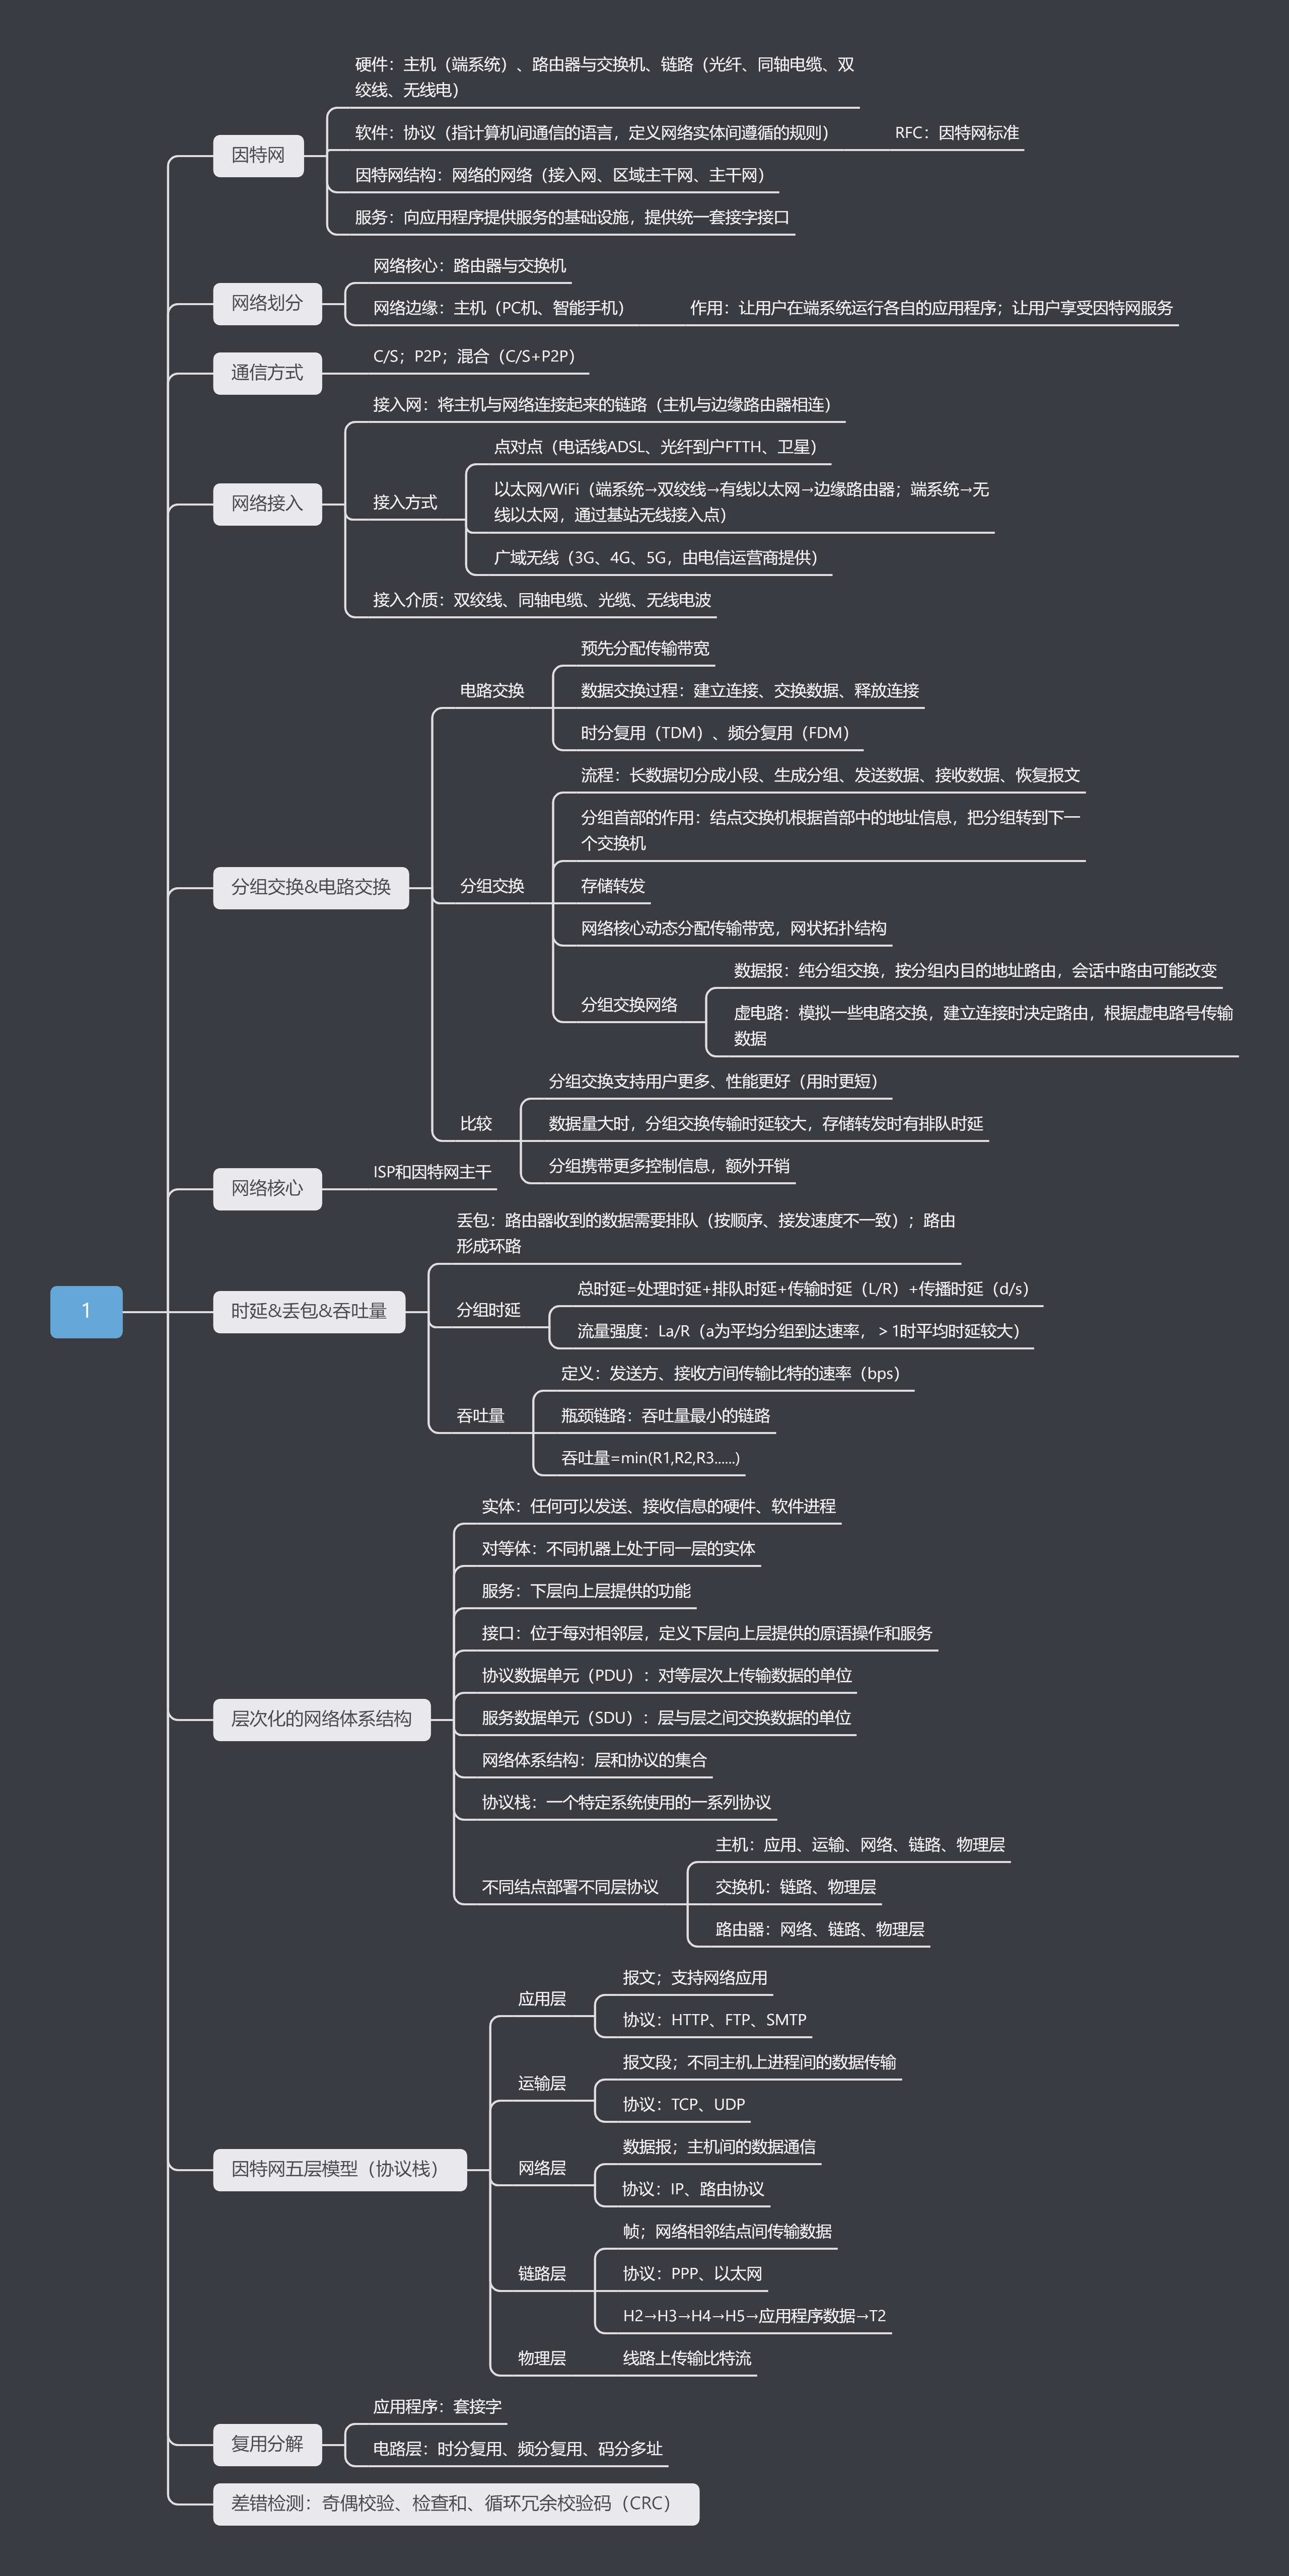 1
因特网
硬件：主机（端系统）、路由器与交换机、链路（光纤、同轴电缆、双
绞线、无线电）
软件：协议（指计算机间通信的语言，定义网络实体间遵循的规则）
RFC：因特网标准
因特网结构：网络的网络（接入网、区域主干网、主干网）
服务：向应用程序提供服务的基础设施，提供统一套接字接口
网络划分
网络核心：路由器与交换机
网络边缘：主机（PC机、智能手机）
作用：让用户在端系统运行各自的应用程序；让用户享受因特网服务
通信方式
C/S；P2P；混合（C/S+P2P）
网络接入
接入网：将主机与网络连接起来的链路（主机与边缘路由器相连）
接入方式
点对点（电话线ADSL、光纤到户FTTH、卫星）
以太网/WiFi（端系统→双绞线→有线以太网→边缘路由器；端系统→无
线以太网，通过基站无线接入点）
广域无线（3G、4G、5G，由电信运营商提供）
接入介质：双绞线、同轴电缆、光缆、无线电波
分组交换&电路交换
电路交换
预先分配传输带宽
数据交换过程：建立连接、交换数据、释放连接
时分复用（TDM）、频分复用（FDM）
分组交换
流程：长数据切分成小段、生成分组、发送数据、接收数据、恢复报文
分组首部的作用：结点交换机根据首部中的地址信息，把分组转到下一
个交换机
存储转发
网络核心动态分配传输带宽，网状拓扑结构
分组交换网络
数据报：纯分组交换，按分组内目的地址路由，会话中路由可能改变
虚电路：模拟一些电路交换，建立连接时决定路由，根据虚电路号传输
数据
比较
分组交换支持用户更多、性能更好（用时更短）
数据量大时，分组交换传输时延较大，存储转发时有排队时延
分组携带更多控制信息，额外开销
网络核心
ISP和因特网主干
时延&丢包&吞吐量
丢包：路由器收到的数据需要排队（按顺序、接发速度不一致）；路由
形成环路
分组时延
总时延=处理时延+排队时延+传输时延（L/R）+传播时延（d/s）
流量强度：La/R（a为平均分组到达速率，＞1时平均时延较大）
吞吐量
定义：发送方、接收方间传输比特的速率（bps）
瓶颈链路：吞吐量最小的链路
吞吐量=min(R1,R2,R3......)
层次化的网络体系结构
实体：任何可以发送、接收信息的硬件、软件进程
对等体：不同机器上处于同一层的实体
服务：下层向上层提供的功能
接口：位于每对相邻层，定义下层向上层提供的原语操作和服务
协议数据单元（PDU）：对等层次上传输数据的单位
服务数据单元（SDU）：层与层之间交换数据的单位
网络体系结构：层和协议的集合
协议栈：一个特定系统使用的一系列协议
不同结点部署不同层协议
主机：应用、运输、网络、链路、物理层
交换机：链路、物理层
路由器：网络、链路、物理层
因特网五层模型（协议栈）
应用层
报文；支持网络应用
协议：HTTP、FTP、SMTP
运输层
报文段；不同主机上进程间的数据传输
协议：TCP、UDP
网络层
数据报；主机间的数据通信
协议：IP、路由协议
链路层
帧；网络相邻结点间传输数据
协议：PPP、以太网
H2→H3→H4→H5→应用程序数据→T2
物理层
线路上传输比特流
复用分解
应用程序：套接字
电路层：时分复用、频分复用、码分多址
差错检测：奇偶校验、检查和、循环冗余校验码（CRC）